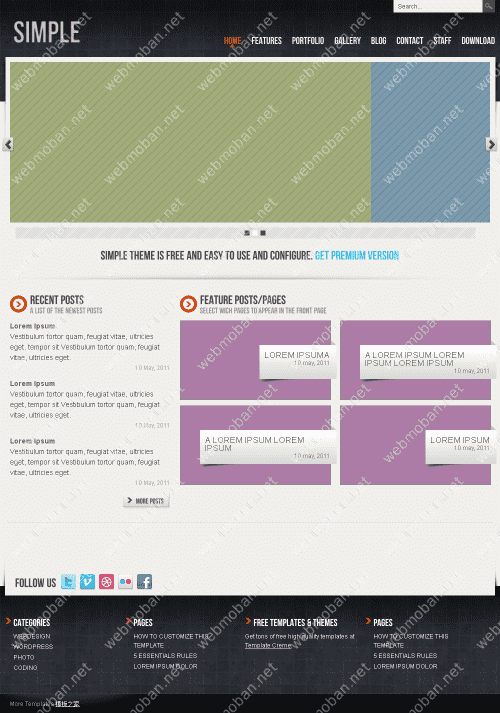 Search...
SIMPLE
HOME FEATURES PORTFOLIO GALLERY BLOG CONTACT STAFF DOWNLOAD
SIMPLE THEME IS FREE AND EASY TO USE AND CONFIGURE. GET PREMIUM VERSION
RECENT POSTS
A LIST OF THE NEWEST POSTS
Lorem ipsum
Vestibulum tortor quam, feugiat vitae, ultricies
eget, tempor sit Vestibulum tortor quam, feugiat
vitae, ultricies eget.
10 May, 2011
Lorem ipsum
Vestibulum tortor quam, feugiat vitae, ultricies
eget, tempor sit Vestibulum tortor quam, feugiat
vitae, ultricies eget.
10 May, 2011
Lorem ipsum
Vestibulum tortor quam, feugiat vitae, ultricies
eget, tempor sit Vestibulum tortor quam, feugiat
vitae, ultricies eget.
10 May, 2011
MORE POSTS
FEATURE POSTS/PAGES
SELECT WICH PAGES TO APPEAR IN THE FRONT PAGE
LOREM IPSUMA
10 may, 2011
A LOREM IPSUM LOREM
IPSUM LOREM IPSUM
10 may, 2011
A LOREM IPSUM LOREM
IPSUM
10 may, 2011
LOREM IPSUM
10 may, 2011
FOLLOW US
CATEGORIES
WEBDESIGN
WORDPRESS
PHOTO
CODING
PAGES
HOW TO CUSTOMIZE THIS
TEMPLATE
5 ESSENTIALS RULES
LOREM IPSUM DOLOR
FREE TEMPLATES & THEMES
Get tons of free high quality templates at
Template Creme
PAGES
HOW TO CUSTOMIZE THIS
TEMPLATE
5 ESSENTIALS RULES
LOREM IPSUM DOLOR
More Templates 模板之家
webmoban.net